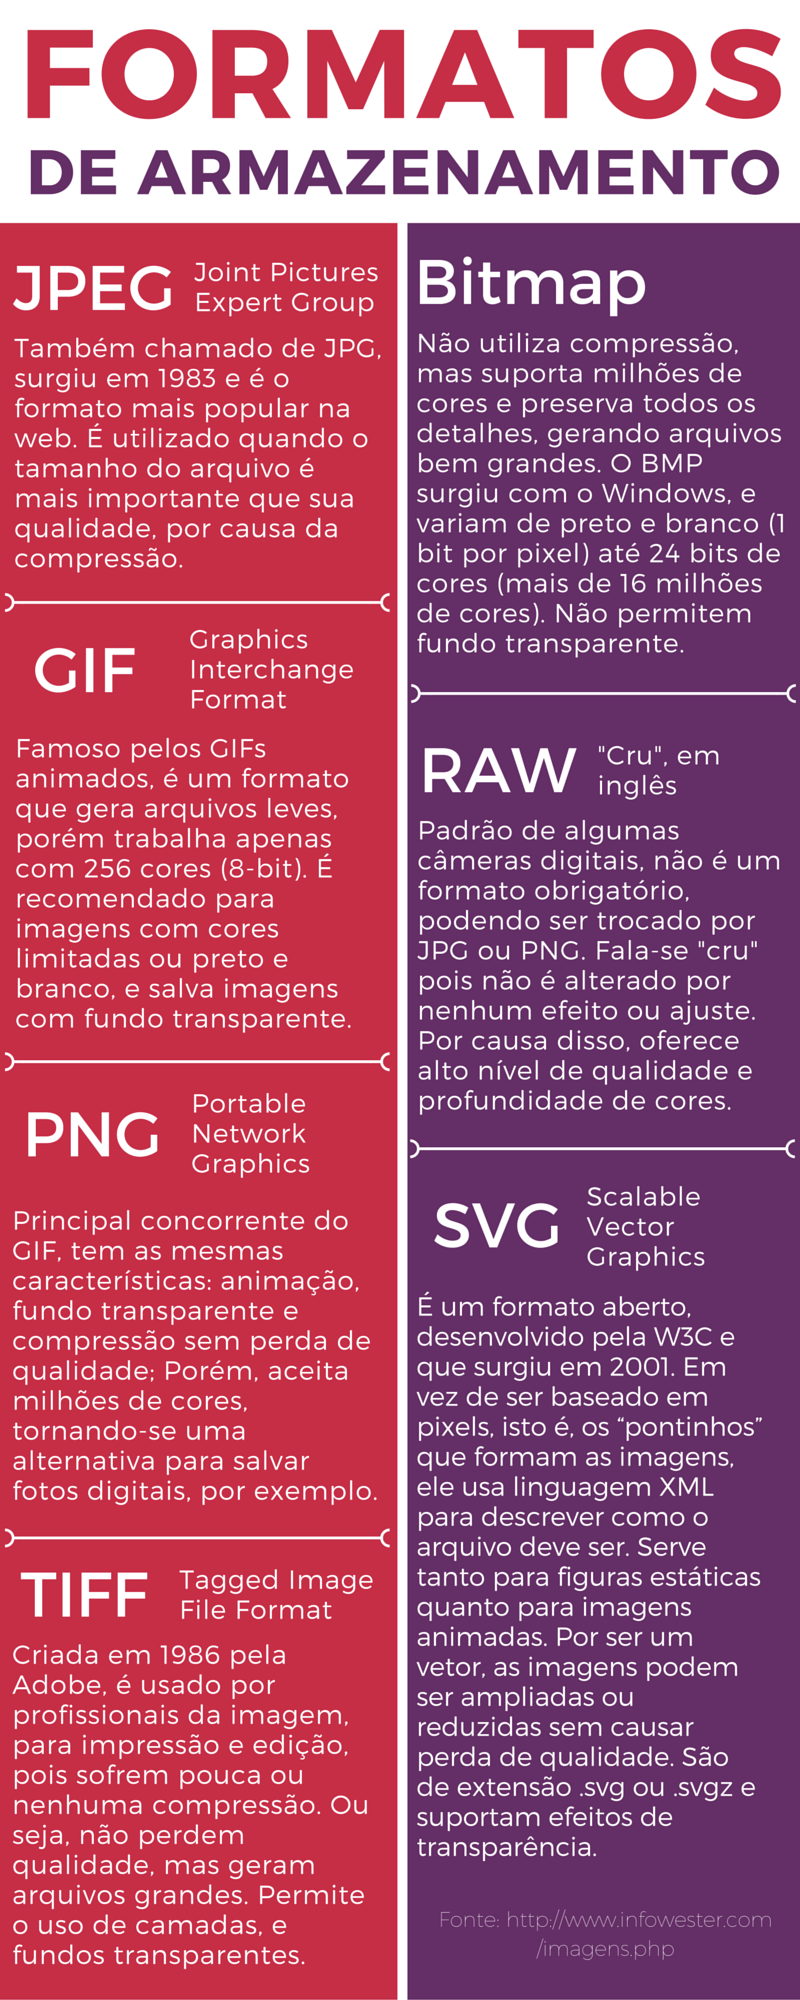 FORMATOS
DE ARMAZENAMENTO
JPEG
Joint Pictures
Expert Group
Também chamado de JPG,
surgiu em 1983 e é o
formato mais popular na
web. É utilizado quando o
tamanho do arquivo é
mais importante que sua
qualidade, por causa da
compressão.
GIF
Graphics
Interchange
Format
Famoso pelos GIFs
animados, é um formato
que gera arquivos leves,
porém trabalha apenas
com 256 cores (8-bit). É
recomendado para
imagens com cores
limitadas ou preto e
branco, e salva imagens
com fundo transparente.
PNG
Portable
Network
Graphics
Principal concorrente do
GIF, tem as mesmas
características: animação,
fundo transparente e
compressão sem perda de
qualidade; Porém, aceita
milhões de cores,
tornando-se uma
alternativa para salvar
fotos digitais, por exemplo.
TIFF
Tagged Image
File Format
Criada em 1986 pela
Adobe, é usado por
profissionais da imagem,
para impressão e edição,
pois sofrem pouca ou
nenhuma compressão. Ou
seja, não perdem
qualidade, mas geram
arquivos grandes. Permite
o uso de camadas, e
fundos transparentes.
Bitmap
Não utiliza compressão,
mas suporta milhões de
cores e preserva todos os
detalhes, gerando arquivos
bem grandes. O BMP
surgiu com o Windows, e
variam de preto e branco (1
bit por pixel) até 24 bits de
cores (mais de 16 milhões
de cores). Não permitem
fundo transparente.
RAW
"Cru", em
inglês
Padrão de algumas
câmeras digitais, não é um
formato obrigatório,
podendo ser trocado por
JPG ou PNG. Fala-se "cru"
pois não é alterado por
nenhum efeito ou ajuste.
Por causa disso, oferece
alto nível de qualidade e
profundidade de cores.
SVG
Scalable
Vector
Graphics
É um formato aberto,
desenvolvido pela W3C e
que surgiu em 2001. Em
vez de ser baseado em
pixels, isto é, os “pontinhos”
que formam as imagens,
ele usa linguagem XML
para descrever como o
arquivo deve ser. Serve
tanto para figuras estáticas
quanto para imagens
animadas. Por ser um
vetor, as imagens podem
ser ampliadas ou
reduzidas sem causar
perda de qualidade. São
de extensão .svg ou .svgz e
suportam efeitos de
transparência.
Fonte: http://www.infowester.com
/imagens.php